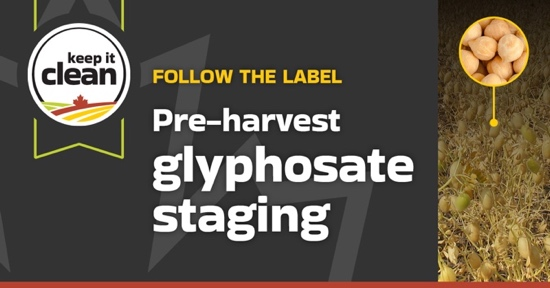 keep it
clean
FOLLOW THE LABEL
Pre-harvest
glyphosate
staging